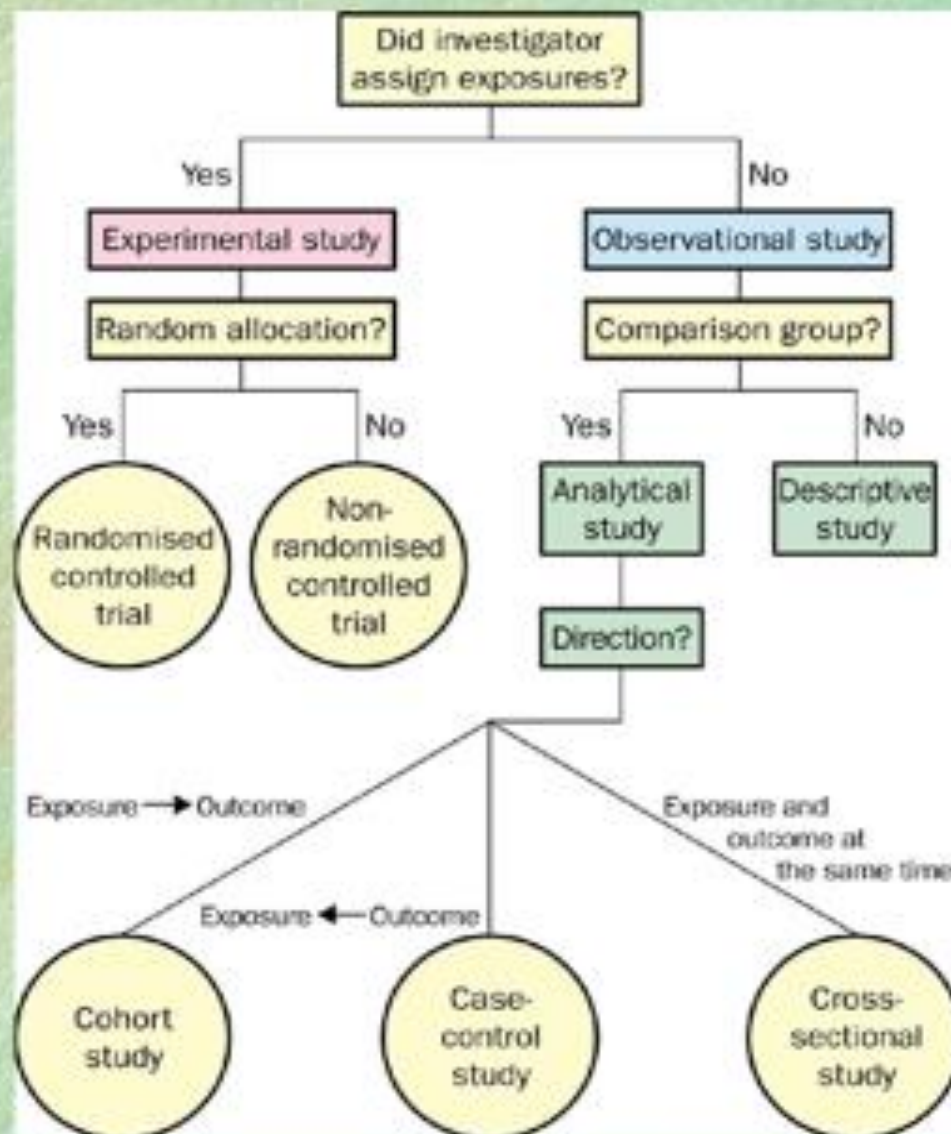 Did investigator
assign exposures?
Yes
No
Experimental study
Observational study
Random allocation?
Comparison group?
Yes
No
Yes
No
Randomised
controlled
trial
Non-
randomised
controlled
trial
Analytical
study
Descriptive
study
Direction?
Exposure → Outcome
Exposure and
outcome at
the same time
Exposure ← Outcome
Cohort
study
Case-
control
study
Cross-
sectional
study